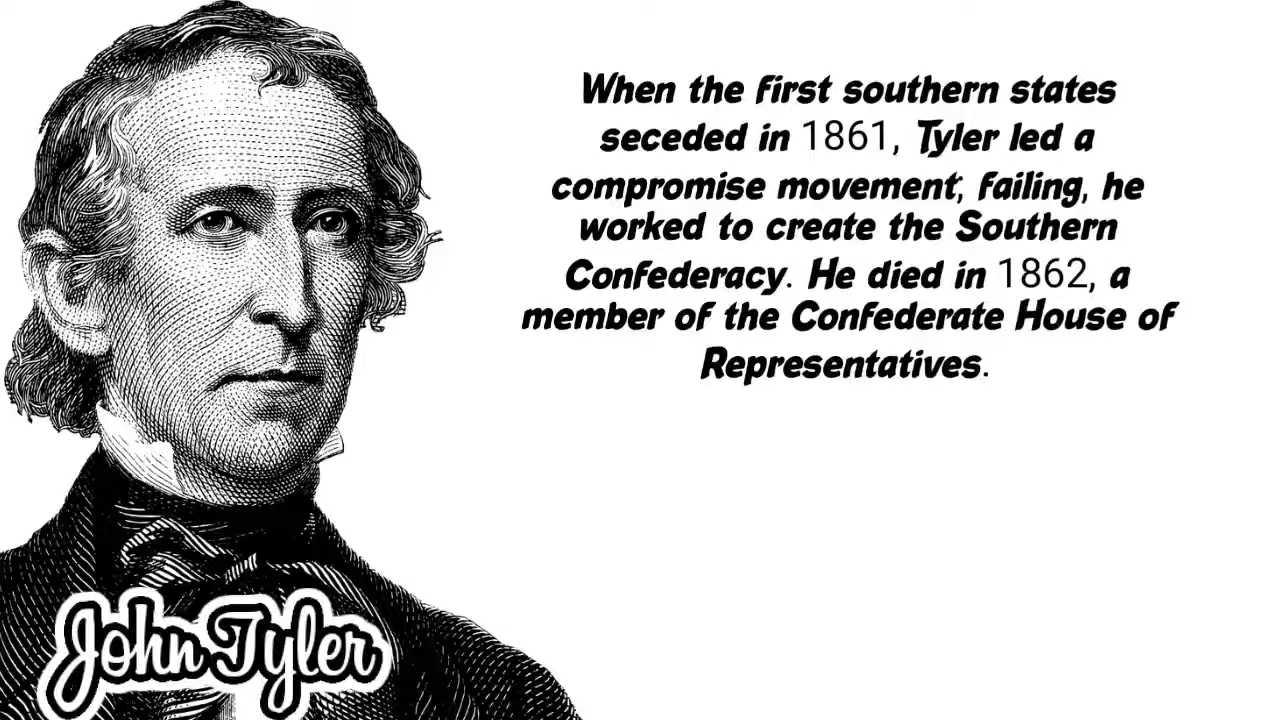 When the first southern states
seceded in 1861, Tyler led a
compromise movement; failing, he
worked to create the Southern
Confederacy. He died in 1862, a
member of the Confederate House of
Representatives.
John Tyler